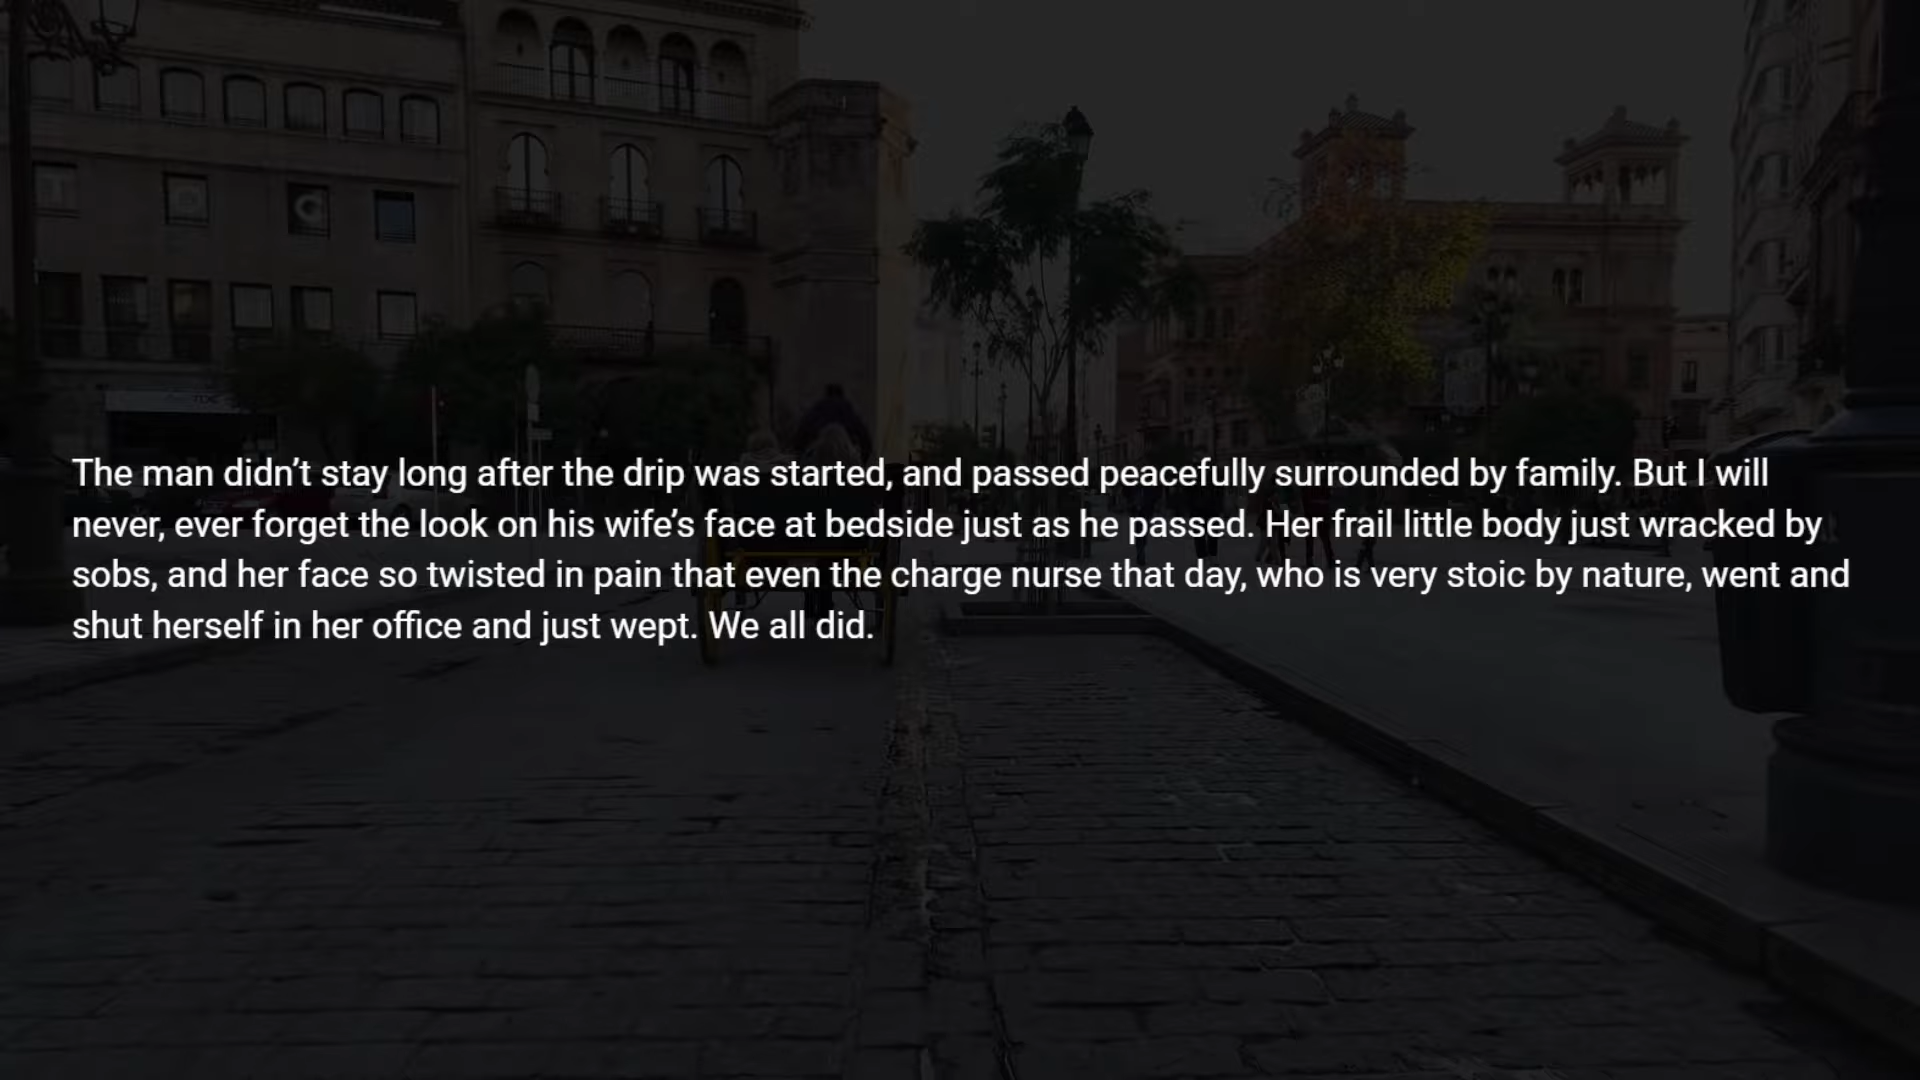 The man didn’t stay long after the drip was started, and passed peacefully surrounded by family. But I will
never, ever forget the look on his wife’s face at bedside just as he passed. Her frail little body just wracked by
sobs, and her face so twisted in pain that even the charge nurse that day, who is very stoic by nature, went and
shut herself in her office and just wept. We all did.